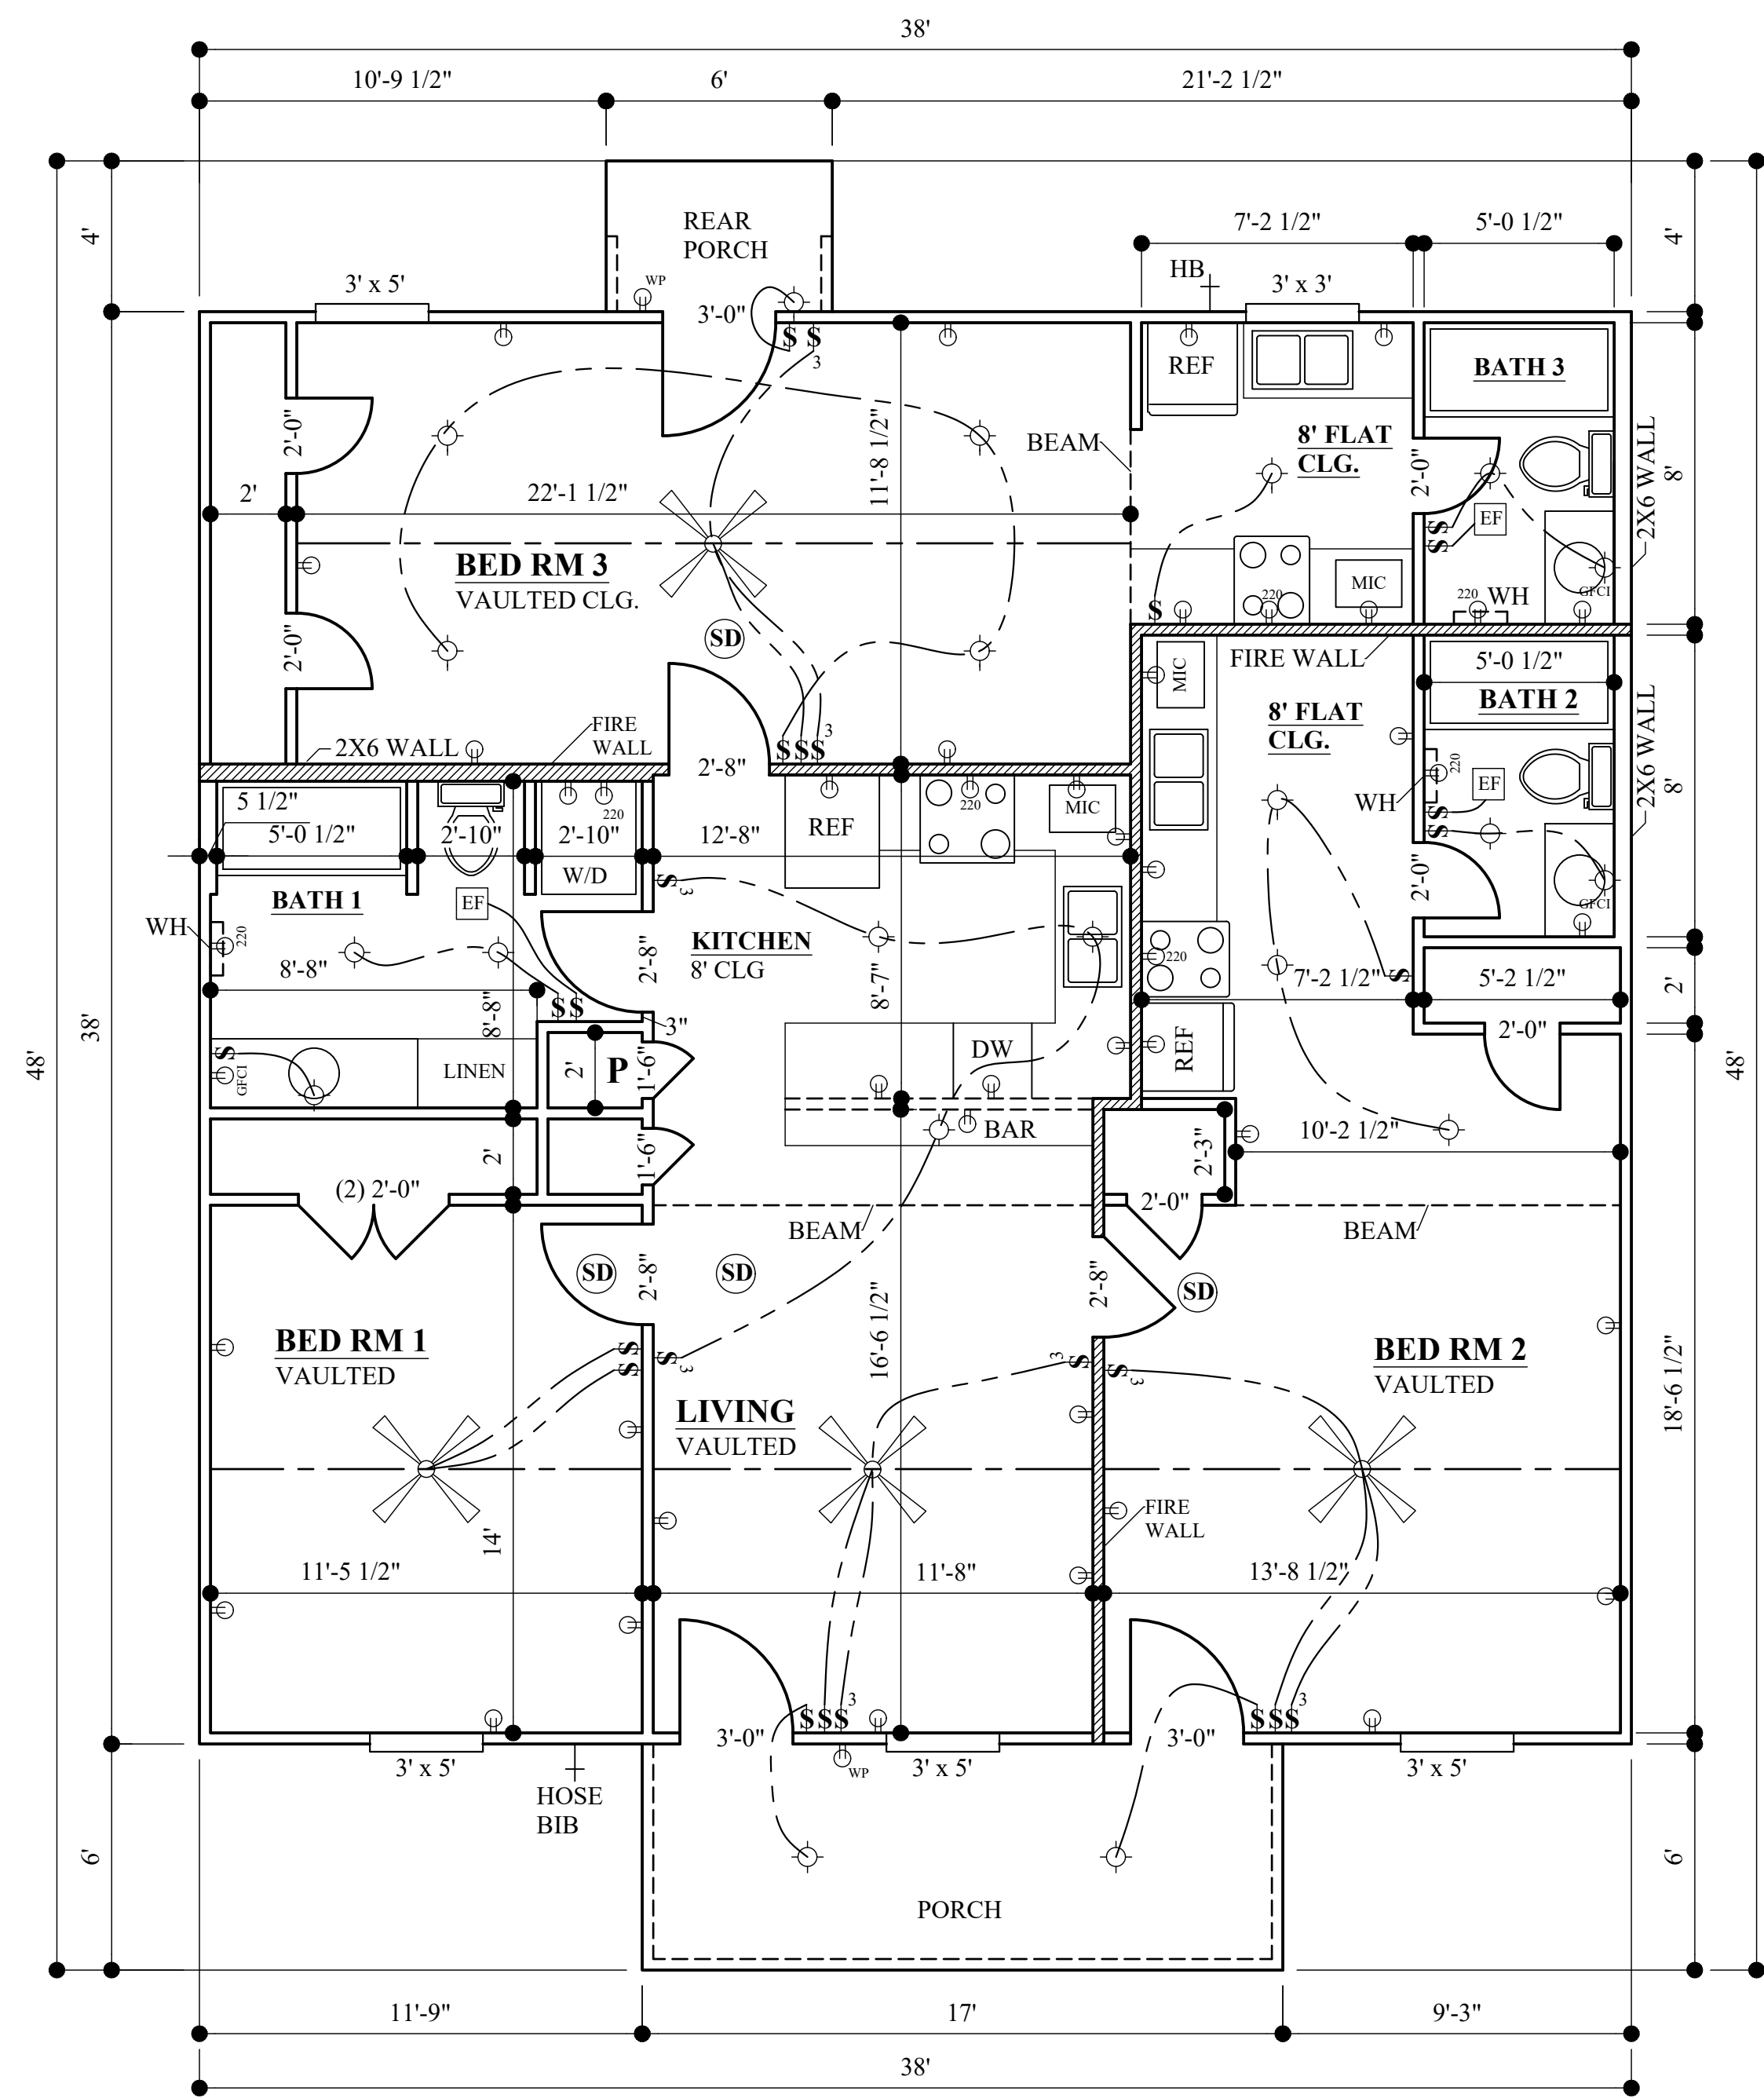 38'
10'-9 1/2"
6'
21'-2 1/2"
4'
REAR
PORCH
7'-2 1/2"
5'-0 1/2"
4'
3' x 5'
WP
3'-0"
HB
3' x 3'
$ $
3
REF
BATH 3
2'-0"
11'-8 1/2"
BEAM
8' FLAT
CLG.
2'-0"
2X6 WALL
8'
2'
22'-1 1/2"
$
$
EF
BED RM 3
VAULTED CLG.
MIC
220
$
220
WH
GFCI
SD
2'-0"
FIRE WALL
5'-0 1/2"
MIC
BATH 2
2X6 WALL
8'
8' FLAT
CLG.
FIRE
WALL
2X6 WALL
$$$
3
2'-8"
220
WH
EF
$
$
5 1/2"
5'-0 1/2"
2'-10"
2'-10"
220
12'-8"
REF
220
MIC
W/D
$
3
2'-0"
BATH 1
EF
GFCI
WH
220
KITCHEN
8' CLG
2'-8"
8'-7"
220
8'-8"
7'-2 1/2"
$
5'-2 1/2"
2'
8'-8"
$$
3"
2'-0"
38'
48'
48'
$
GFCI
LINEN
2'
P
1'-6"
DW
REF
BAR
10'-2 1/2"
2'
1'-6"
2'-3"
(2) 2'-0"
2'-0"
BEAM
BEAM
SD
2'-8"
SD
2'-8"
SD
16'-6 1/2"
BED RM 1
VAULTED
$
$
$
3
3
$
$
3
BED RM 2
VAULTED
18'-6 1/2"
LIVING
VAULTED
FIRE
WALL
14'
11'-5 1/2"
11'-8"
13'-8 1/2"
$$$
3
$$$
3
3'-0"
3'-0"
3' x 5'
WP
3' x 5'
3' x 5'
HOSE
BIB
6'
6'
PORCH
11'-9"
17'
9'-3"
38'